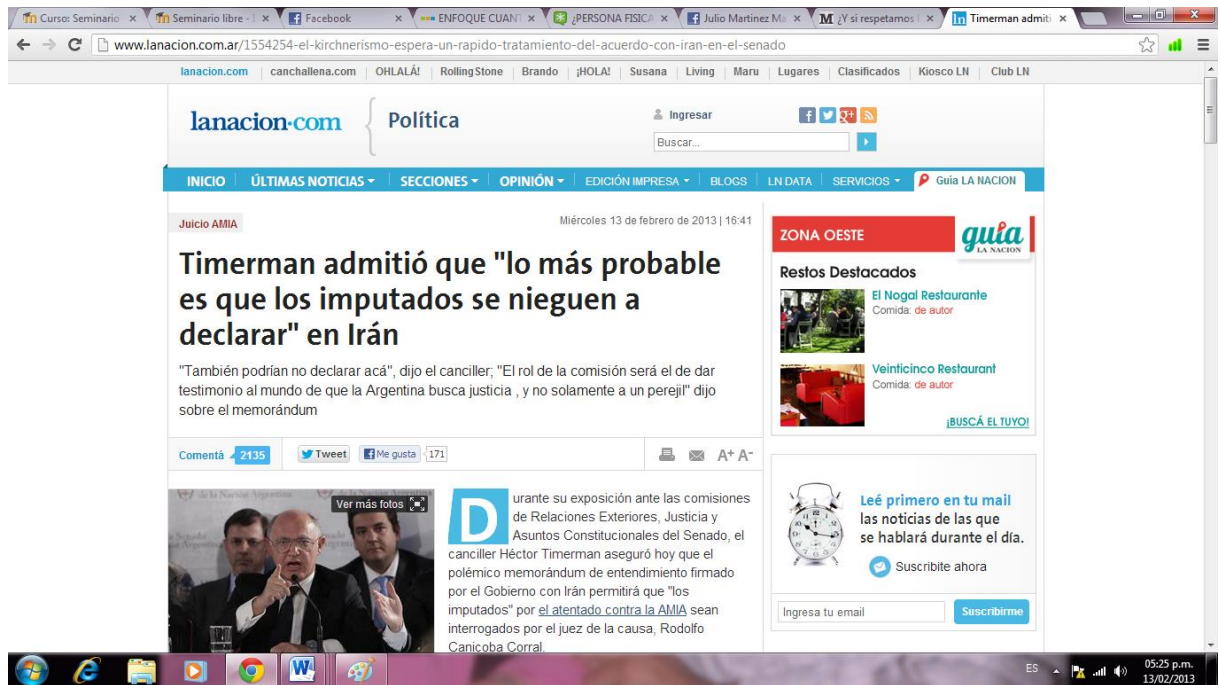 Curso: Seminario
Seminario libre - 1
Facebook
ENFOQUE CUANT
¿PERSONA FISICA
Julio Martinez Ma
¿Y si respetamos l
Timerman admiti
www.lanacion.com.ar/1554254-el-kirchnerismo-espera-un-rapido-tratamiento-del-acuerdo-con-iran-en-el-senado
lanacion.com canchallena.com OHLALÁ! RollingStone Brando ¡HOLA! Susana Living Maru Lugares Clasificados Kiosco LN Club LN
lanacion.com
Política
Ingresar
Buscar...
INICIO ÚLTIMAS NOTICIAS SECCIONES OPINIÓN EDICIÓN IMPRESA BLOGS LN DATA SERVICIOS Guia LA NACION
Juicio AMIA
Miércoles 13 de febrero de 2013 | 16:41
Timerman admitió que "lo más probable
es que los imputados se nieguen a
declarar" en Irán
"También podrían no declarar acá", dijo el canciller; "El rol de la comisión será el de dar
testimonio al mundo de que la Argentina busca justicia , y no solamente a un perejil" dijo
sobre el memorándum
Comentá 2135 Tweet Me gusta 171 A+ A-
Ver más fotos
Durante su exposición ante las comisiones
de Relaciones Exteriores, Justicia y
Asuntos Constitucionales del Senado, el
canciller Héctor Timerman aseguró hoy que el
polémico memorándum de entendimiento firmado
por el Gobierno con Irán permitirá que "los
imputados" por el atentado contra la AMIA sean
interrogados por el juez de la causa, Rodolfo
Canicoba Corral.
ZONA OESTE
guía
LA NACION
Restos Destacados
El Nogal Restaurante
Comida: de autor
Veinticinco Restaurant
Comida: de autor
¡BUSCÁ EL TUYO!
Leé primero en tu mail
las noticias de las que
se hablará durante el día.
Suscribite ahora
Ingresa tu email
Suscribirme
ES
05:25 p.m.
13/02/2013